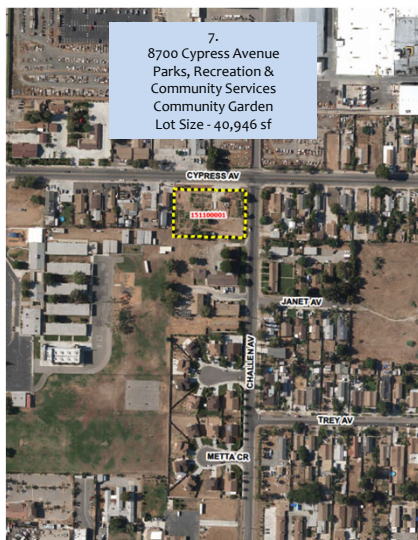 7.
8700 Cypress Avenue
Parks, Recreation &
Community Services
Community Garden
Lot Size - 40,946 sf
CYPRESS AV
151100001
JANET AV
CHALLEN AV
TREY AV
METTA CR